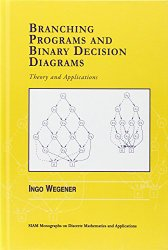 BRANCHING
PROGRAMS AND
BINARY DECISION
DIAGRAMS
Theory and Applications
INGO WEGENER
SIAM Monographs on Discrete Mathematics and Applications